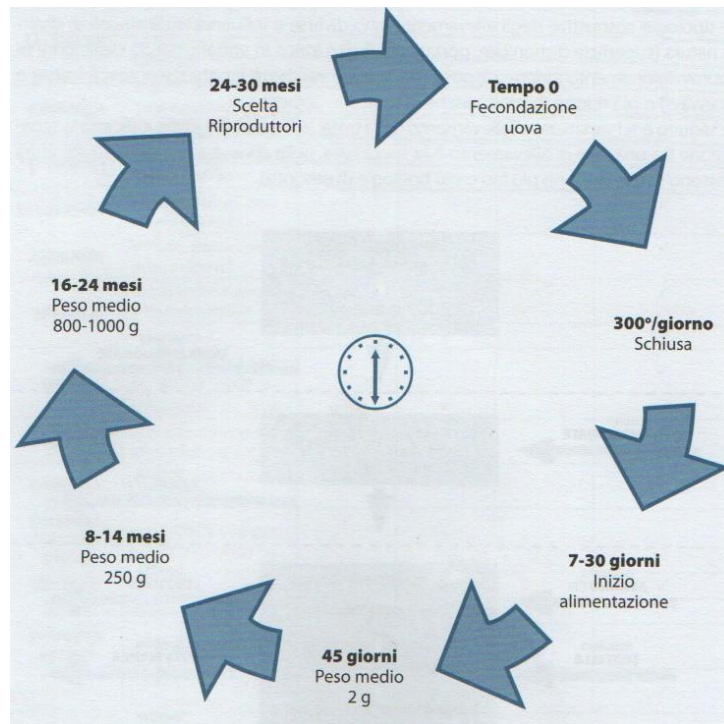 Tempo 0
Fecondazione
uova
300°/giorno
Schiusa
7-30 giorni
Inizio
alimentazione
45 giorni
Peso medio
2 g
8-14 mesi
Peso medio
250 g
16-24 mesi
Peso medio
800-1000 g
24-30 mesi
Scelta
Riproduttori